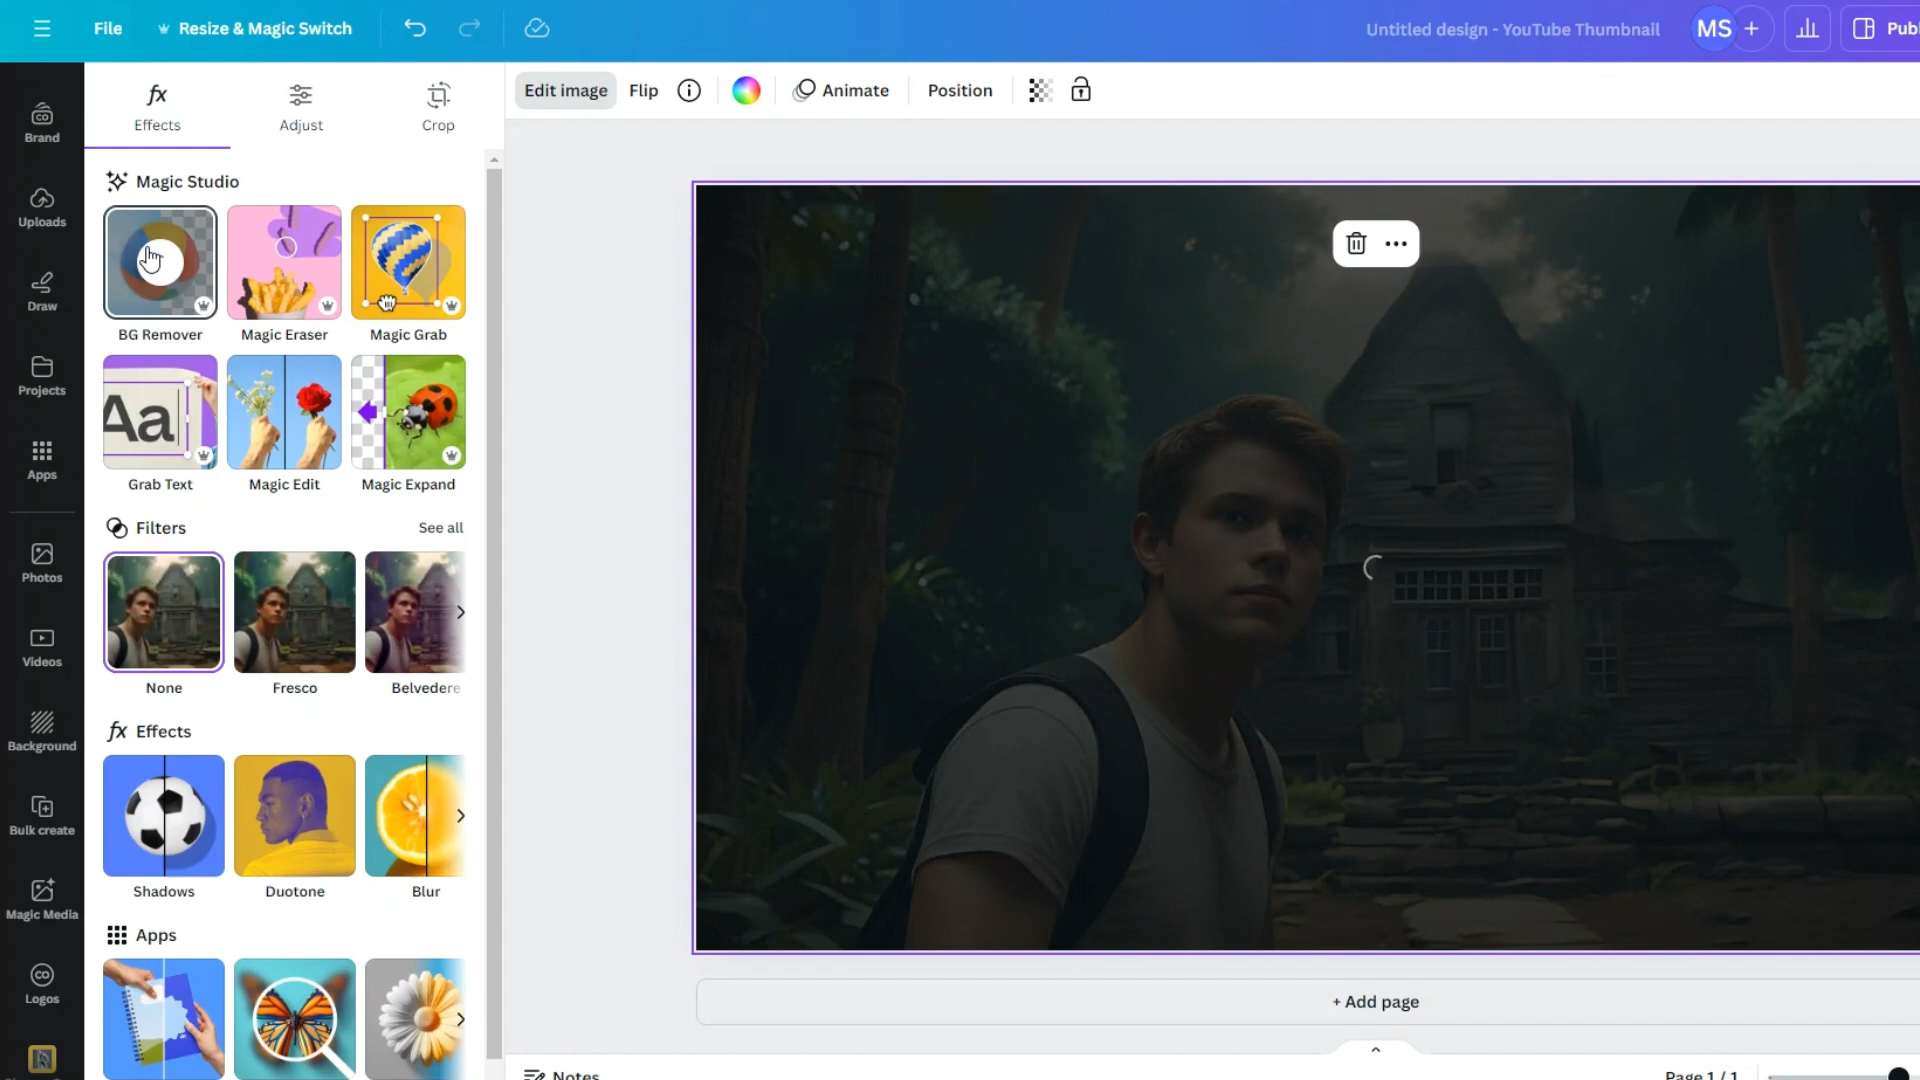 File
Resize & Magic Switch
Untitled design - YouTube Thumbnail
MS
+
Brand
Uploads
Draw
Projects
Apps
Photos
Videos
Background
Bulk create
Magic Media
Logos
Effects
Adjust
Crop
Magic Studio
BG Remover
Magic Eraser
Magic Grab
Aa
Grab Text
Magic Edit
Magic Expand
Filters
See all
None
Fresco
Belvedere
fx Effects
Shadows
Duotone
Blur
Apps
Edit image
Flip
Animate
Position
+ Add page
Notes
Page 1 / 1